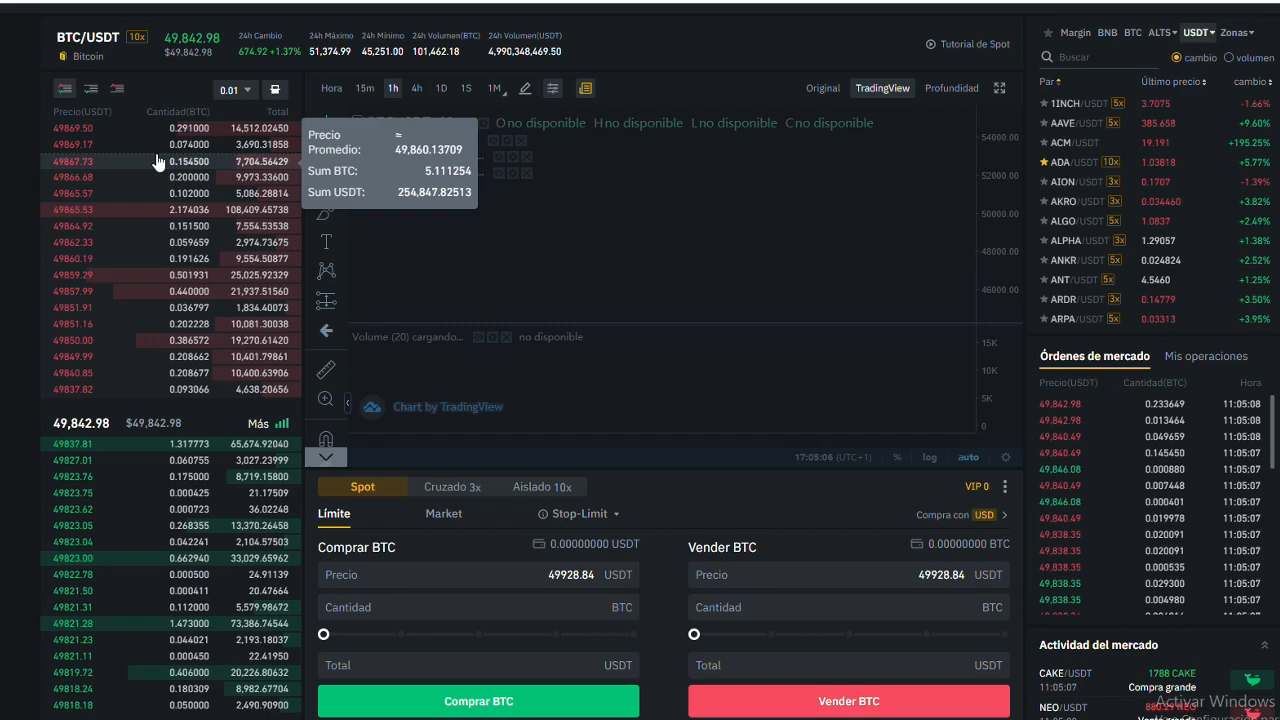 BTC/USDT 10x 49,842.98 24h Cambio 24h Máximo 24h Mínimo 24h Volumen(BTC) 24h Volumen(USDT)
Bitcoin $49,842.98 674.92 +1.37% 51,374.99 45,251.00 101,462.18 4,990,348,469.50
Tutorial de Spot
0.01
Precio(USDT) Cantidad(BTC) Total
49869.50 0.291000 14,512.02450
49869.17 0.074000 3,690.31858
49867.73 0.154500 7,704.56429
49866.68 0.200000 9,973.33600
49865.57 0.102000 5,086.28814
49865.53 2.174036 108,409.45738
49864.92 0.151500 7,554.53538
49862.33 0.059659 2,974.73675
49860.19 0.191626 9,554.50877
49859.29 0.501931 25,025.92329
49857.99 0.440000 21,937.51560
49851.91 0.036797 1,834.40073
49851.16 0.202228 10,081.30038
49850.00 0.386572 19,270.61420
49849.99 0.208662 10,401.79861
49840.85 0.208677 10,400.63906
49837.82 0.093066 4,638.20656
49,842.98 $49,842.98 Más
49837.81 1.317773 65,674.92040
49827.01 0.060755 3,027.23999
49823.76 0.175000 8,719.15800
49823.75 0.000425 21.17509
49823.62 0.000723 36.02248
49823.05 0.268355 13,370.26458
49823.04 0.042241 2,104.57503
49823.00 0.662940 33,029.65962
49822.78 0.000500 24.91139
49821.50 0.000411 20.47664
49821.31 0.112000 5,579.98672
49821.28 1.473000 73,386.74544
49821.23 0.044021 2,193.18037
49821.11 0.000450 22.41950
49819.72 0.406000 20,226.80632
49818.24 0.180309 8,982.67704
49818.18 0.050000 2,490.90900
Hora 15m 1h 4h 1D 1S 1M Original TradingView Profundidad
O no disponible H no disponible L no disponible C no disponible
Precio ≈
Promedio: 49,860.13709
Sum BTC: 5.111254
Sum USDT: 254,847.82513
54000.00
52000.00
50000.00
48000.00
46000.00
Volume (20) cargando... no disponible
15K
10K
5K
0
Chart by TradingView
17:05:06 (UTC+1) % log auto
Spot Cruzado 3x Aislado 10x VIP 0
Límite Market Stop-Limit Compra con USD
Comprar BTC 0.00000000 USDT
Precio 49928.84 USDT
Cantidad BTC
Total USDT
Comprar BTC
Vender BTC 0.00000000 BTC
Precio 49928.84 USDT
Cantidad BTC
Total USDT
Vender BTC
Margin BNB BTC ALTS USDT Zonas
Buscar cambio volumen
Par Último precio cambio
1INCH/USDT 5x 3.7075 -1.66%
AAVE/USDT 5x 385.658 +9.60%
ACM/USDT 19.191 +195.25%
ADA/USDT 10x 1.03818 +5.77%
AION/USDT 3x 0.1707 -1.39%
AKRO/USDT 3x 0.034460 +3.82%
ALGO/USDT 5x 1.0837 +2.49%
ALPHA/USDT 3x 1.29057 +1.38%
ANKR/USDT 5x 0.024824 +2.52%
ANT/USDT 5x 4.5460 +1.25%
ARDR/USDT 3x 0.14779 +3.50%
ARPA/USDT 5x 0.03313 +3.95%
Órdenes de mercado Mis operaciones
Precio(USDT) Cantidad(BTC) Hora
49,842.98 0.233649 11:05:08
49,842.98 0.013464 11:05:08
49,840.49 0.049659 11:05:08
49,840.49 0.145450 11:05:07
49,846.08 0.000880 11:05:07
49,840.49 0.007448 11:05:07
49,846.08 0.000401 11:05:07
49,840.49 0.019978 11:05:07
49,838.35 0.020091 11:05:07
49,838.35 0.020091 11:05:07
49,838.35 0.000535 11:05:07
49,838.35 0.029300 11:05:07
49,838.35 0.004980 11:05:07
Actividad del mercado
CAKE/USDT 1788 CAKE
11:05:07 Compra grande
NEO/USDT 880.29 NEO
11:05:07
Activar Windows